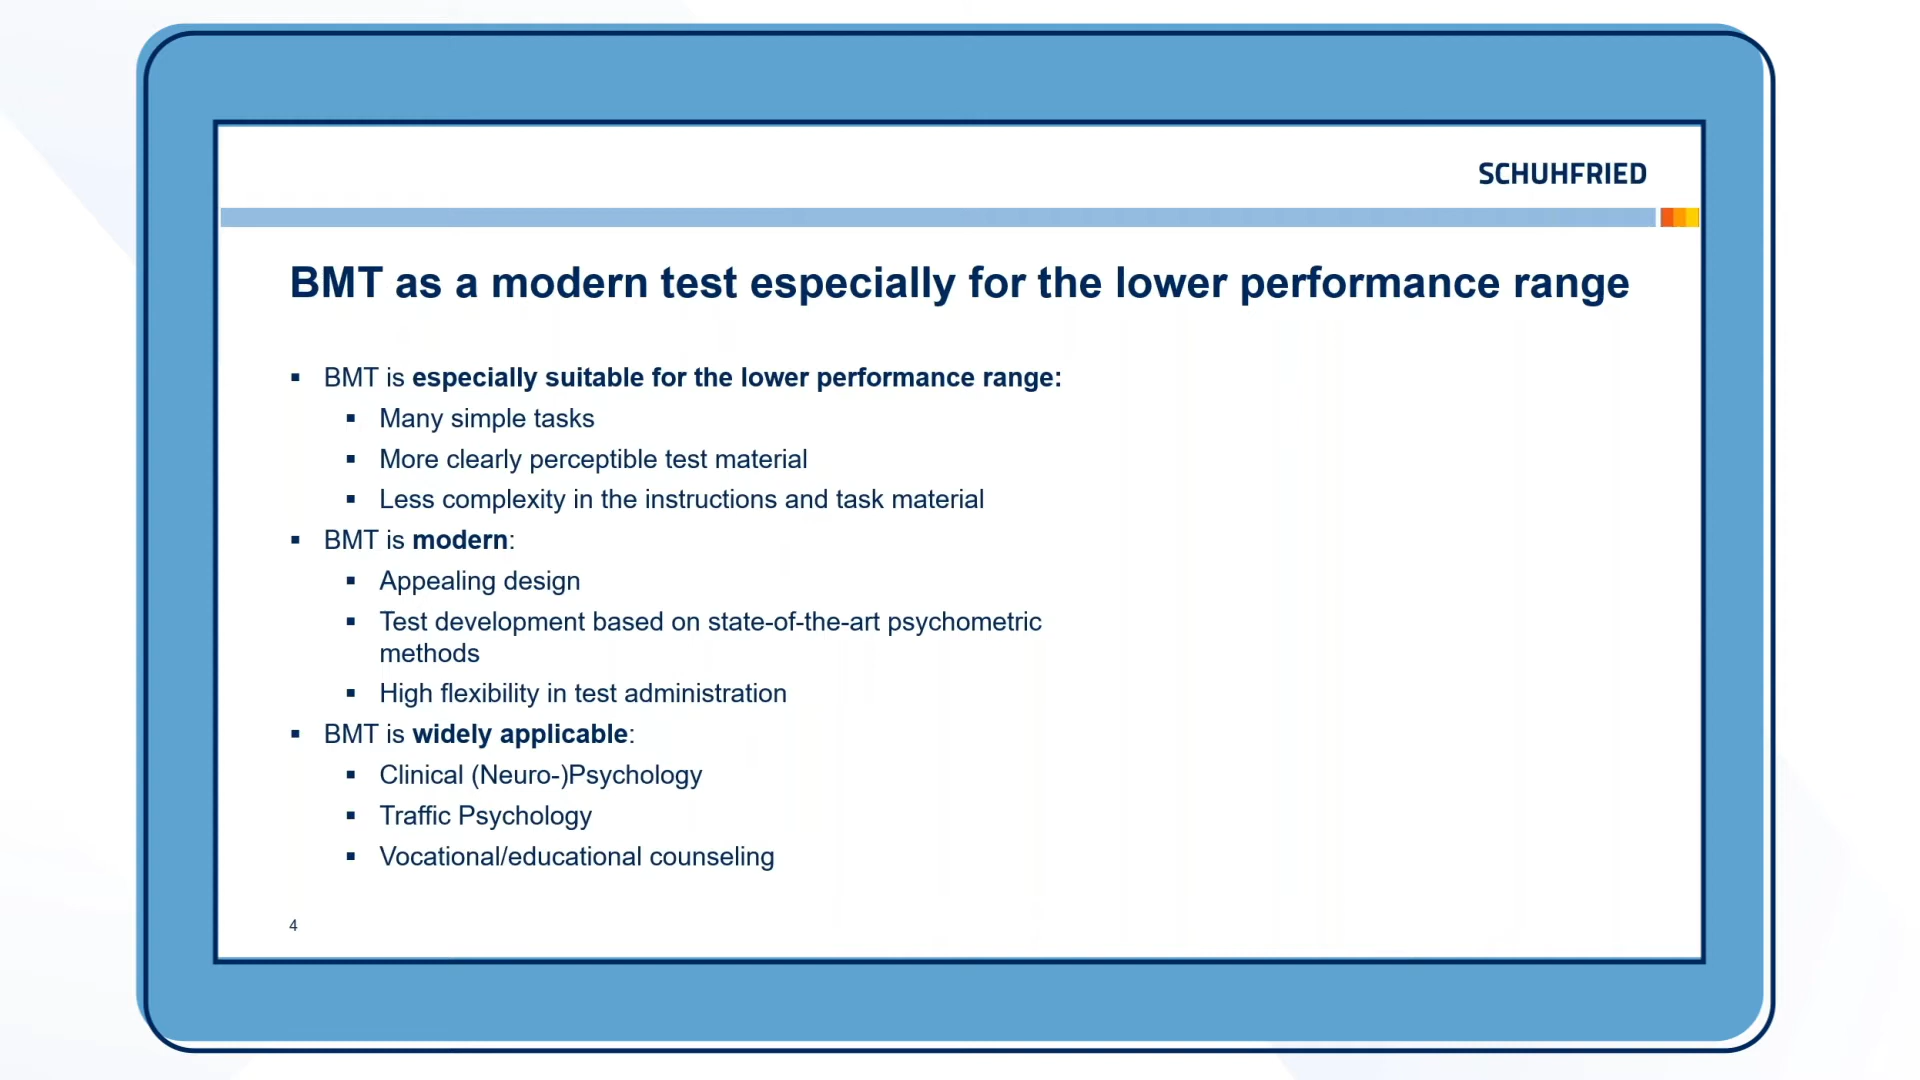 SCHUHFRIED
BMT as a modern test especially for the lower performance range
▪ BMT is especially suitable for the lower performance range:
▪ Many simple tasks
▪ More clearly perceptible test material
▪ Less complexity in the instructions and task material
▪ BMT is modern:
▪ Appealing design
▪ Test development based on state-of-the-art psychometric
methods
▪ High flexibility in test administration
▪ BMT is widely applicable:
▪ Clinical (Neuro-)Psychology
▪ Traffic Psychology
▪ Vocational/educational counseling
4